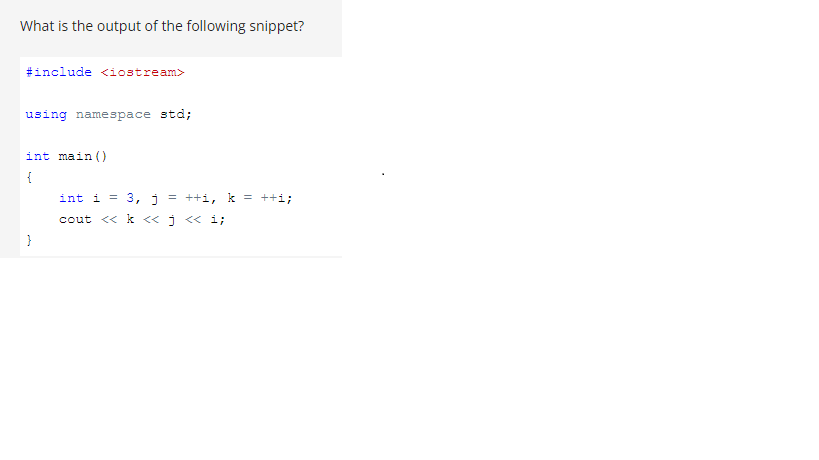 What is the output of the following snippet?
#include <iostream>
using namespace std;
int main()
{
int i = 3, j = ++i, k = ++i;
cout << k << j << i;
}